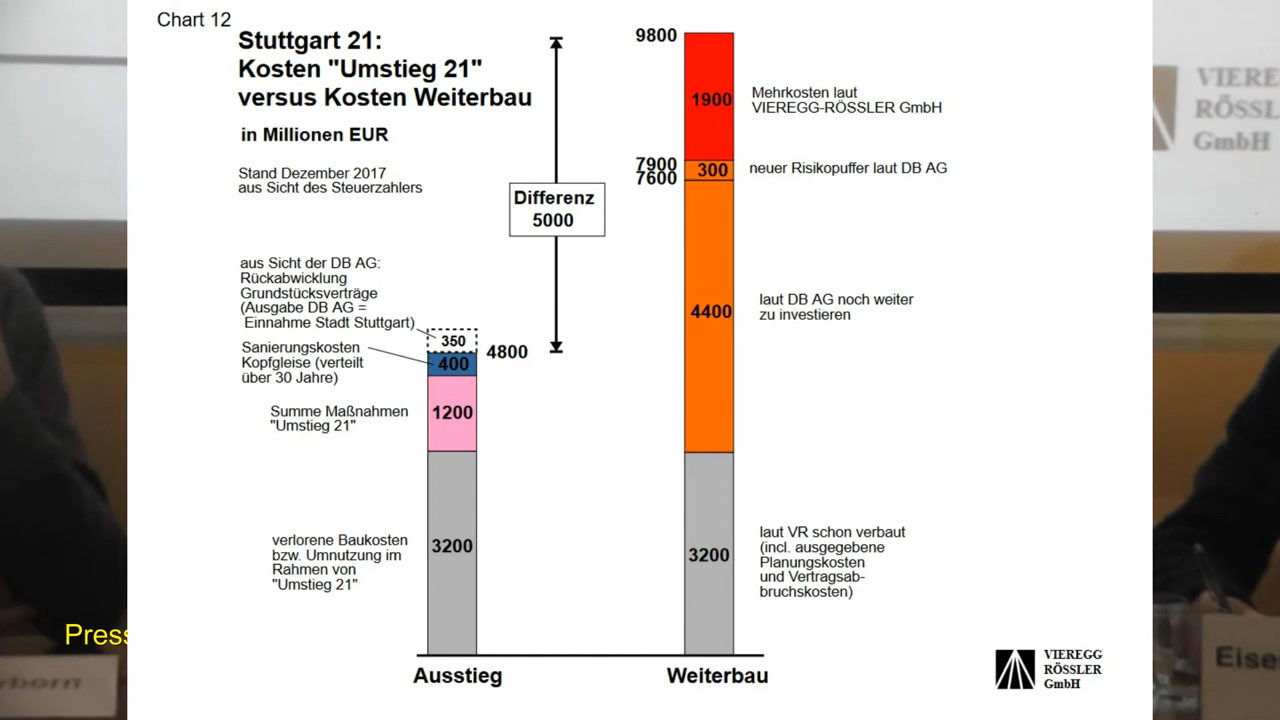 Chart 12
Stuttgart 21:
Kosten "Umstieg 21"
versus Kosten Weiterbau
in Millionen EUR
Stand Dezember 2017
aus Sicht des Steuerzahlers
Differenz
5000
aus Sicht der DB AG:
Rückabwicklung
Grundstücksverträge
(Ausgabe DB AG =
Einnahme Stadt Stuttgart)
350
4800
Sanierungskosten
Kopfgleise (verteilt
über 30 Jahre)
400
Summe Maßnahmen
"Umstieg 21"
1200
verlorene Baukosten
bzw. Umnutzung im
Rahmen von
"Umstieg 21"
3200
Ausstieg
9800
1900
Mehrkosten laut
VIEREGG-RÖSSLER GmbH
7900
7600
300
neuer Risikopuffer laut DB AG
4400
laut DB AG noch weiter
zu investieren
3200
laut VR schon verbaut
(incl. ausgegebene
Planungskosten
und Vertragsab-
bruchskosten)
Weiterbau
VIEREGG
RÖSSLER
GmbH
VIEREG
RÖSSL
GmbH
Press
rborn
Eise